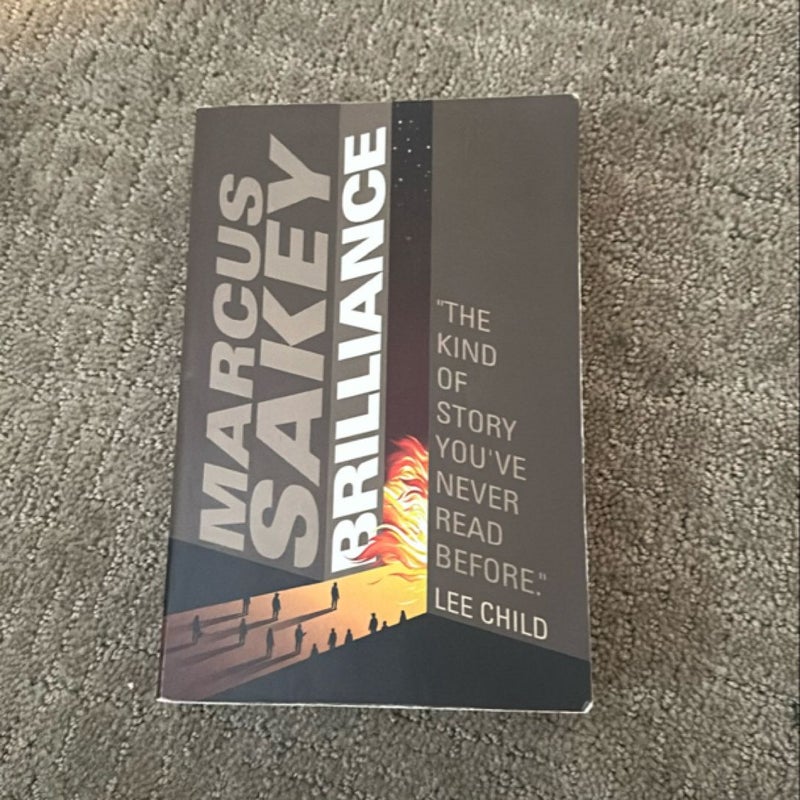 MARCUS
SAKEY
BRILLIANCE
"THE
KIND
OF
STORY
YOU'VE
NEVER
READ
BEFORE."
LEE CHILD